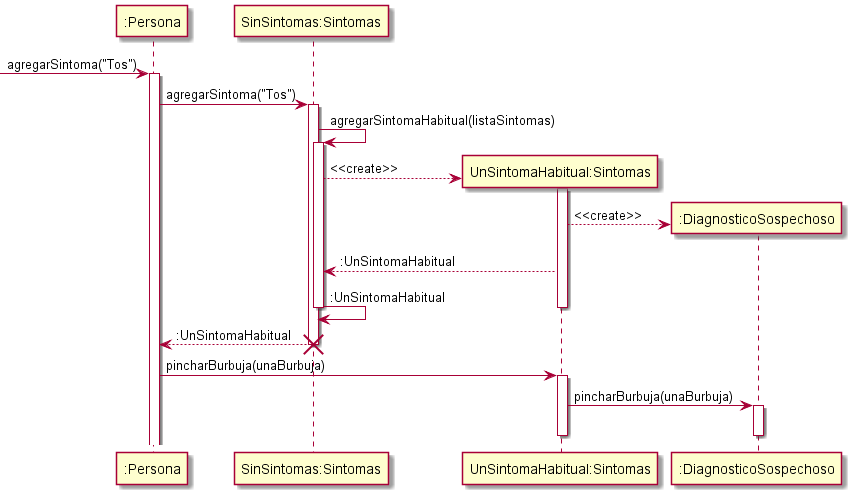 :Persona
SinSintomas:Sintomas
agregarSintoma("Tos")
agregarSintoma("Tos")
agregarSintomaHabitual(listaSintomas)
<<create>>
UnSintomaHabitual:Sintomas
<<create>>
:DiagnosticoSospechoso
:UnSintomaHabitual
:UnSintomaHabitual
:UnSintomaHabitual
pincharBurbuja(unaBurbuja)
pincharBurbuja(unaBurbuja)
:Persona
SinSintomas:Sintomas
UnSintomaHabitual:Sintomas
:DiagnosticoSospechoso